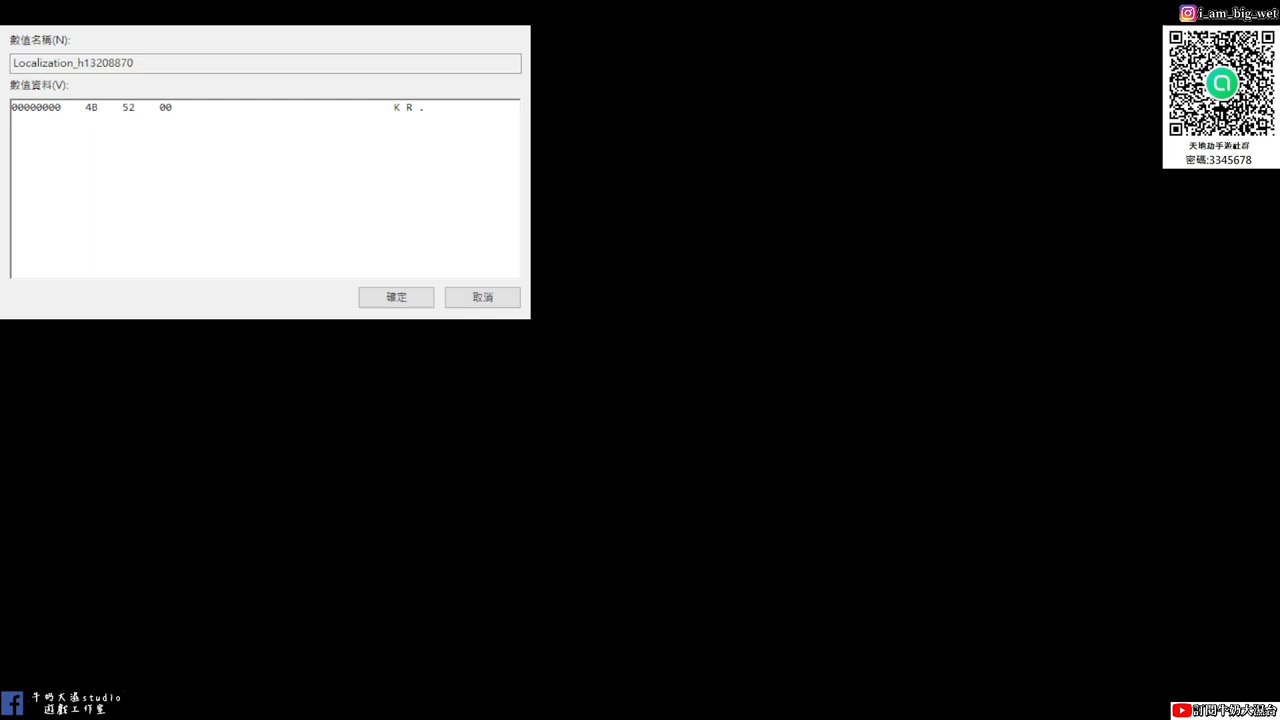 i_am_big_wet
數值名稱(N):
Localization_h13208870
數值資料(V):
00000000 4B 52 00 K R .
確定 取消
天地劫手遊社群
密碼:3345678
牛奶大濕studio
遊戲工作室
訂閱牛奶大濕台